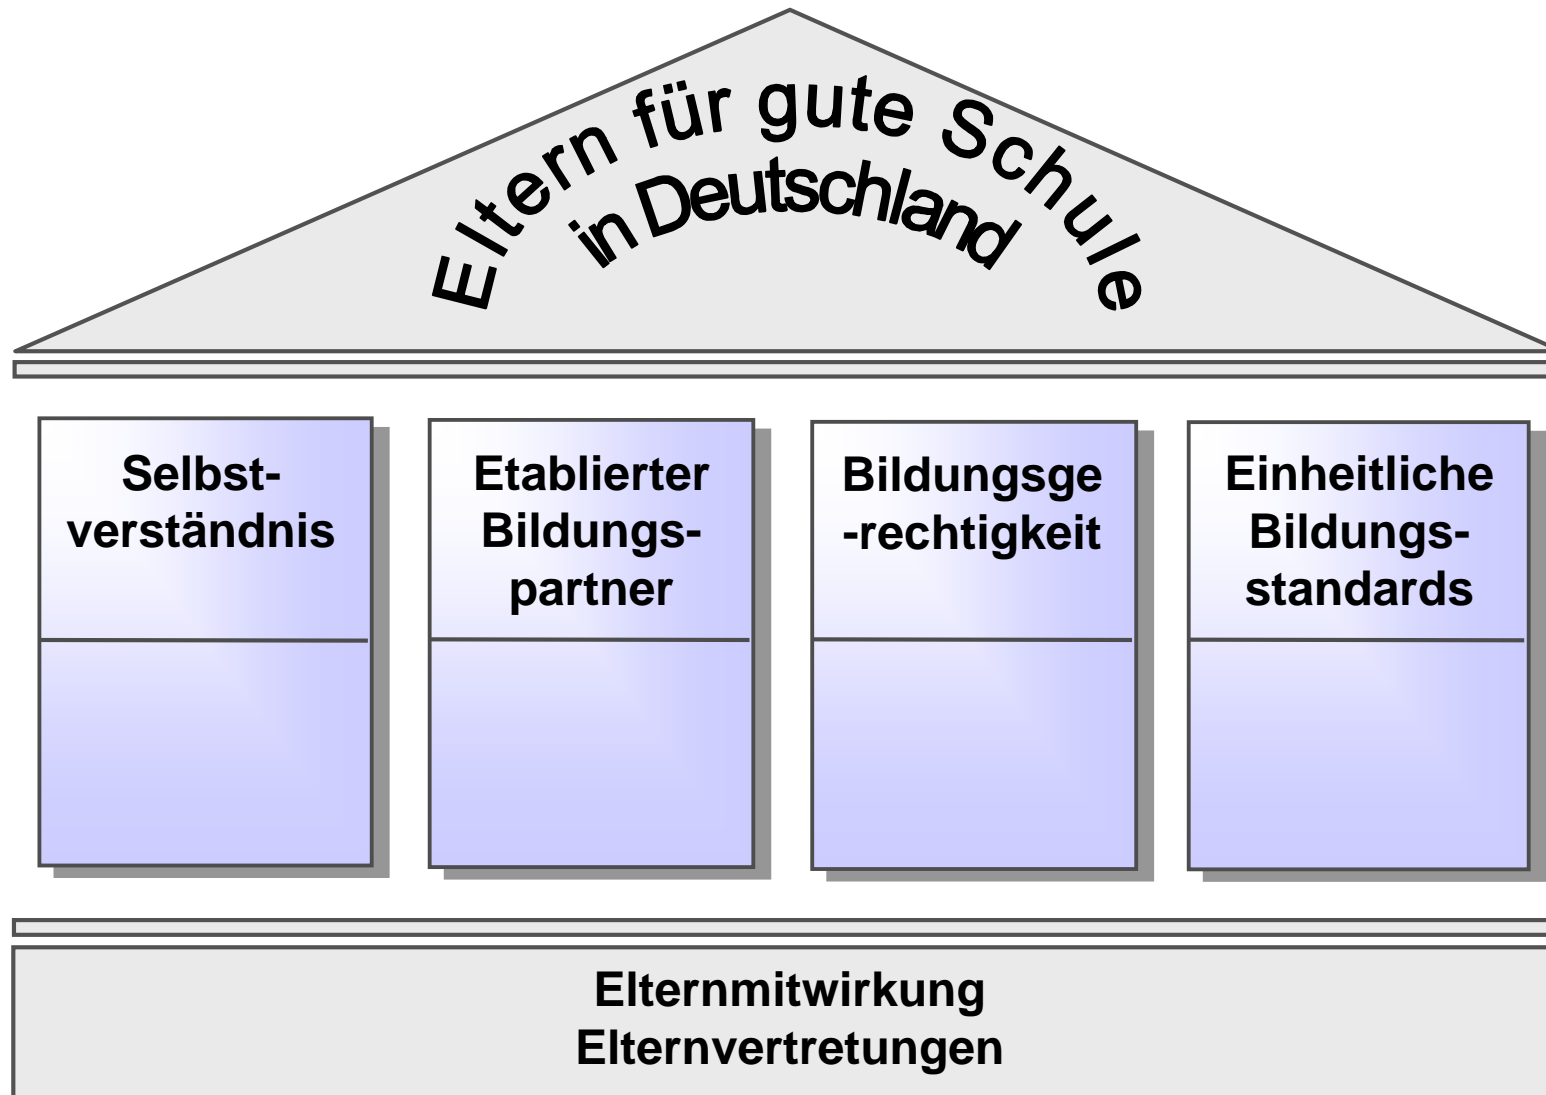 Eltern für gute Schule
in Deutschland
Selbst-
verständnis
Etablierter
Bildungs-
partner
Bildungsge
-rechtigkeit
Einheitliche
Bildungs-
standards
Elternmitwirkung
Elternvertretungen